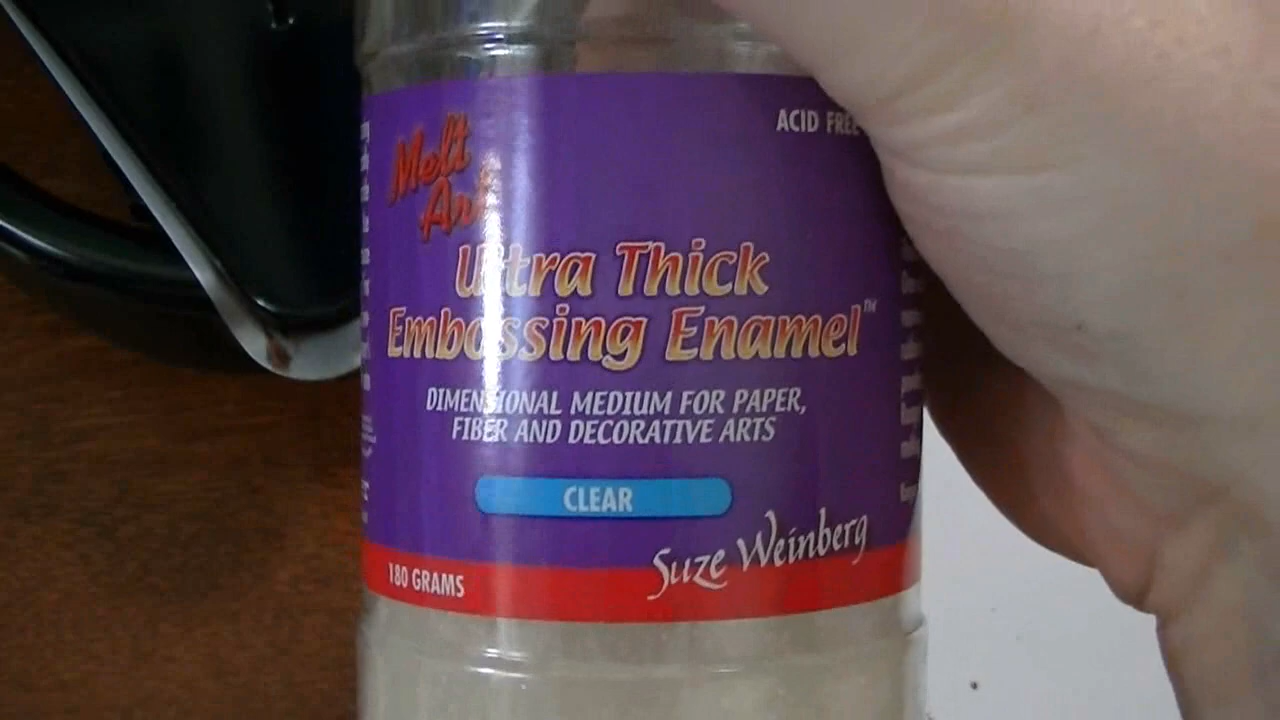 ACID FREE
Melt
Art
Ultra Thick
Embossing Enamel™
DIMENSIONAL MEDIUM FOR PAPER,
FIBER AND DECORATIVE ARTS
CLEAR
Suze Weinberg
180 GRAMS